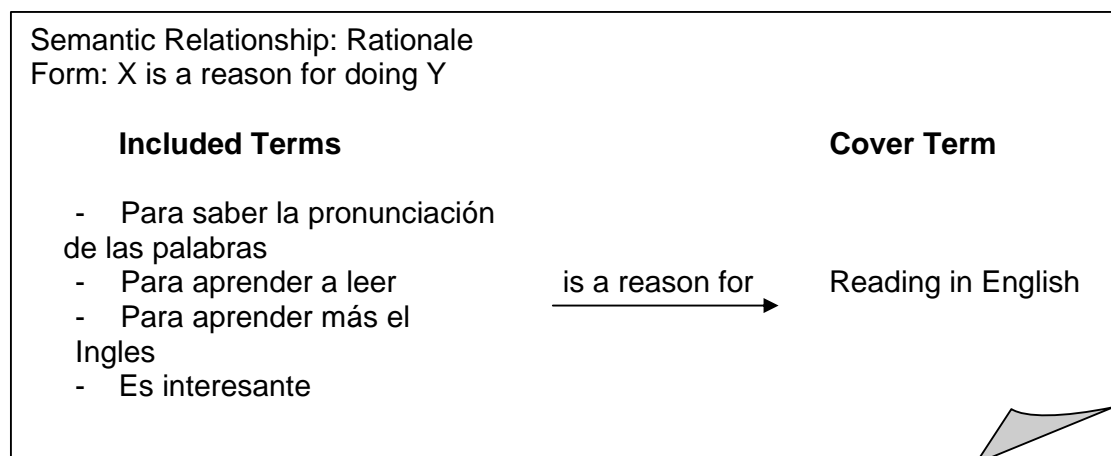 Semantic Relationship: Rationale
Form: X is a reason for doing Y
Included Terms
Cover Term
- Para saber la pronunciación
de las palabras
- Para aprender a leer
- Para aprender más el
Ingles
- Es interesante
is a reason for
Reading in English